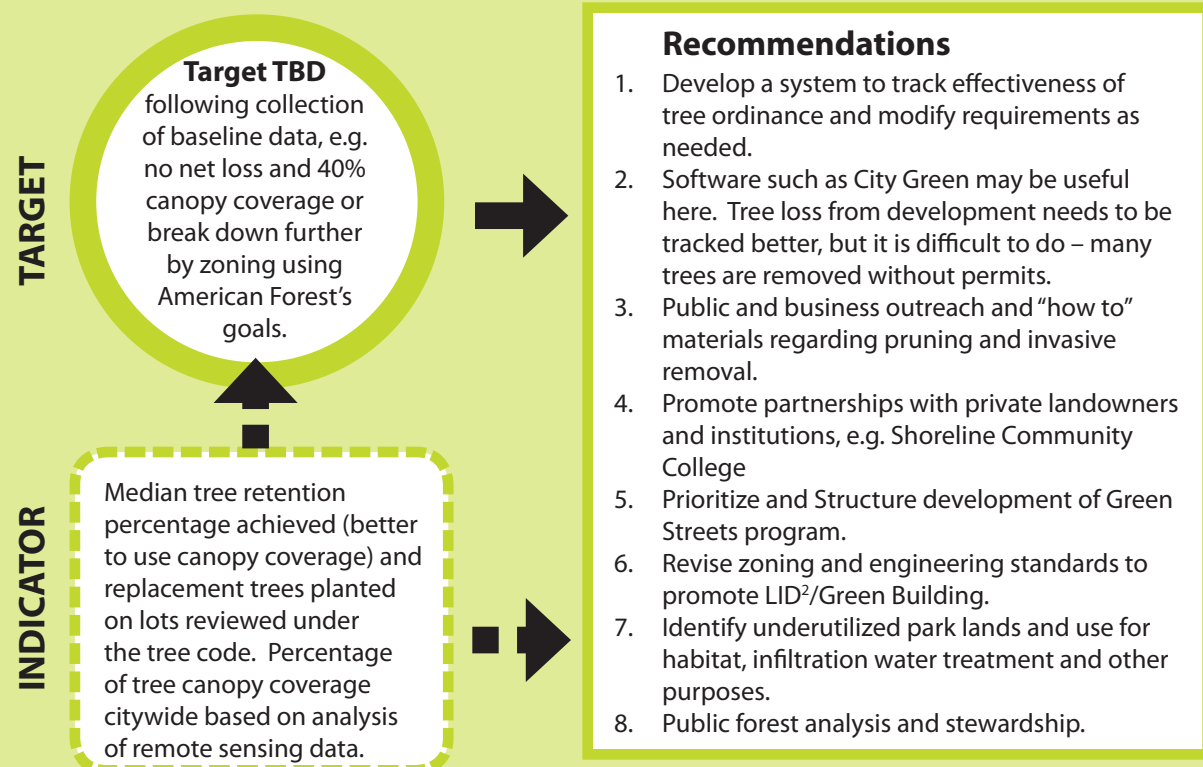 TARGET
Target TBD
following collection
of baseline data, e.g.
no net loss and 40%
canopy coverage or
break down further
by zoning using
American Forest's
goals.
INDICATOR
Median tree retention
percentage achieved (better
to use canopy coverage) and
replacement trees planted
on lots reviewed under
the tree code.  Percentage
of tree canopy coverage
citywide based on analysis
of remote sensing data.
Recommendations
1. Develop a system to track effectiveness of
tree ordinance and modify requirements as
needed.
2. Software such as City Green may be useful
here.  Tree loss from development needs to be
tracked better, but it is difficult to do – many
trees are removed without permits.
3. Public and business outreach and “how to”
materials regarding pruning and invasive
removal.
4. Promote partnerships with private landowners
and institutions, e.g. Shoreline Community
College
5. Prioritize and Structure development of Green
Streets program.
6. Revise zoning and engineering standards to
promote LID²/Green Building.
7. Identify underutilized park lands and use for
habitat, infiltration water treatment and other
purposes.
8. Public forest analysis and stewardship.